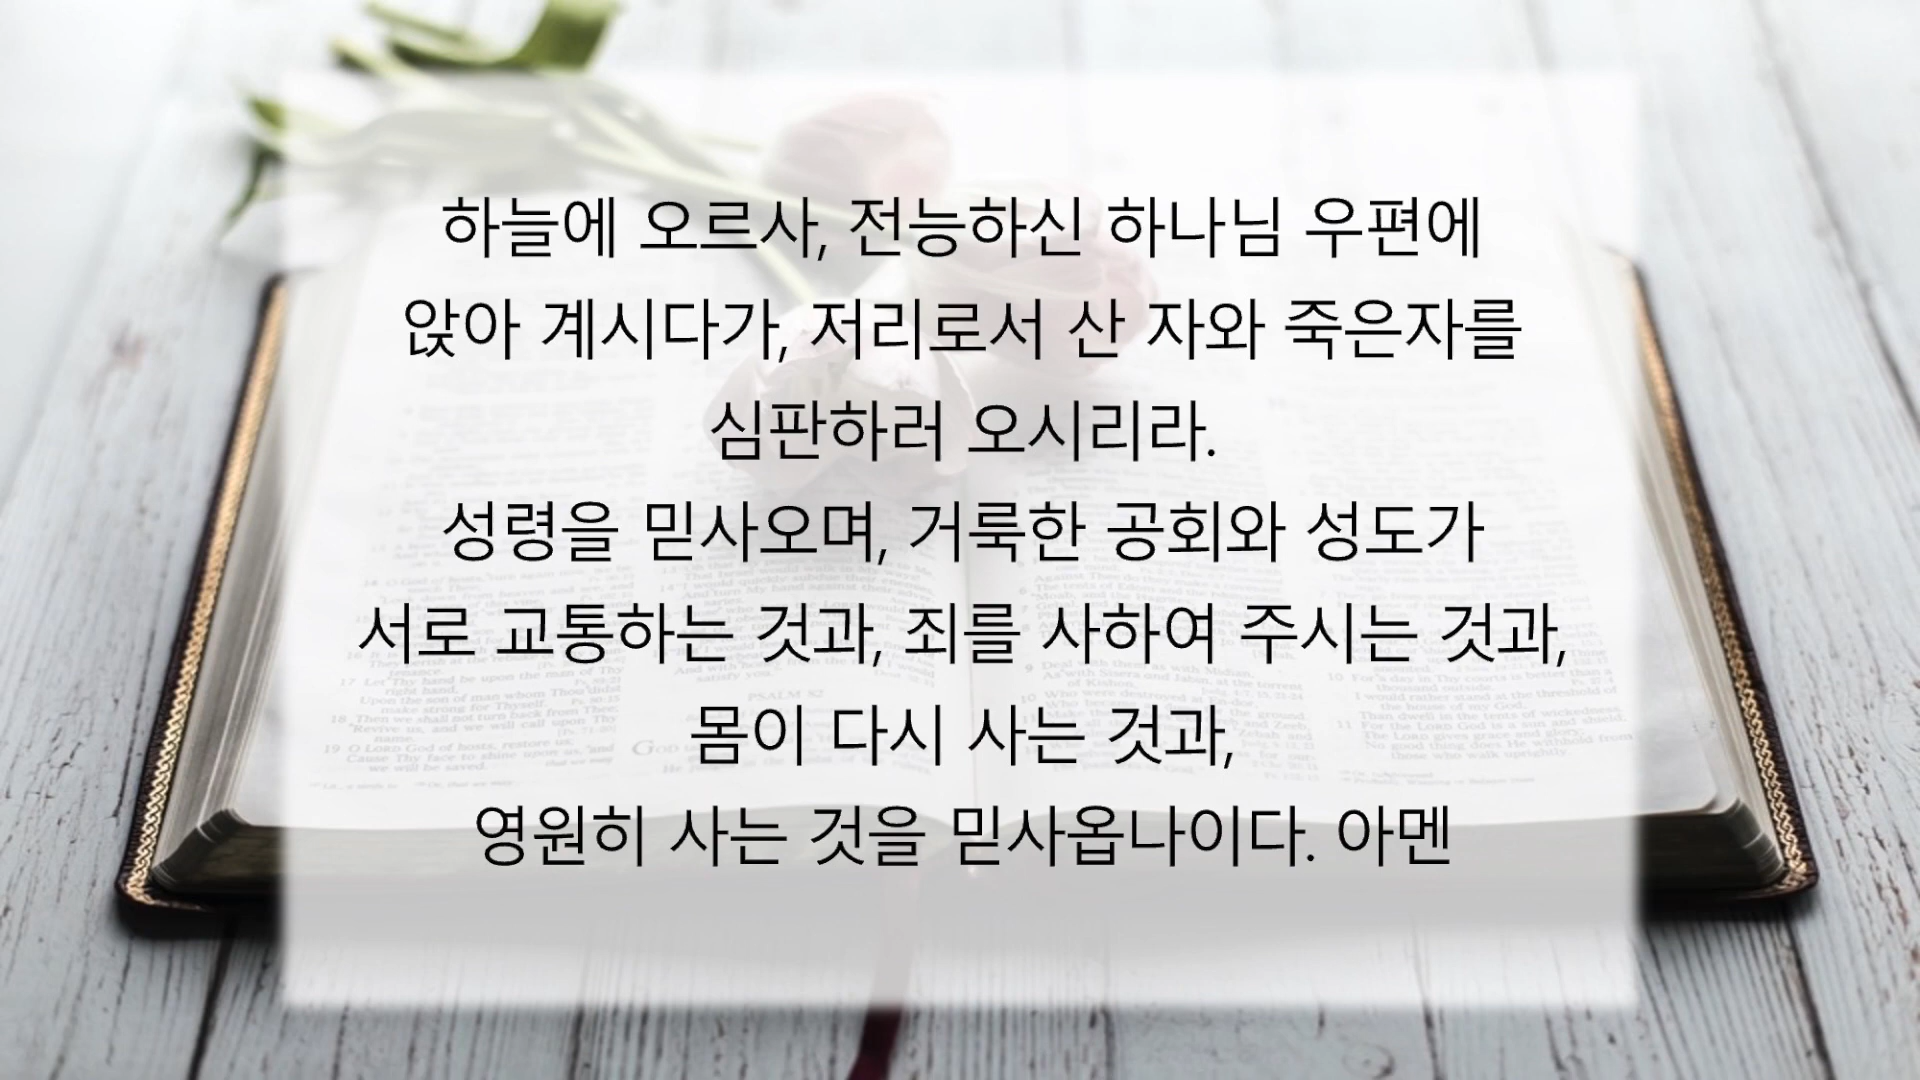 하늘에 오르사, 전능하신 하나님 우편에
앉아 계시다가, 저리로서 산 자와 죽은자를
심판하러 오시리라.
성령을 믿사오며, 거룩한 공회와 성도가
서로 교통하는 것과, 죄를 사하여 주시는 것과,
몸이 다시 사는 것과,
영원히 사는 것을 믿사옵나이다. 아멘